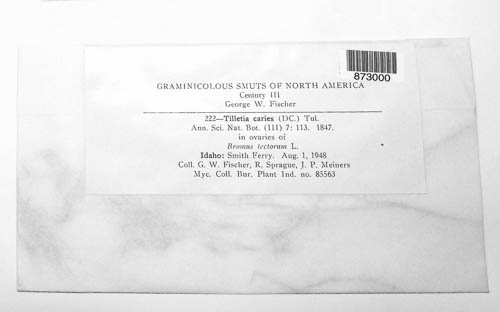 873000
GRAMINICOLOUS SMUTS OF NORTH AMERICA
Century III
George W. Fischer
222—Tilletia caries (DC.) Tul.
Ann. Sci. Nat. Bot. (111) 7: 113. 1847.
in ovaries of
Bromus tectorum L.
Idaho: Smith Ferry. Aug. 1, 1948
Coll. G. W. Fischer, R. Sprague, J. P. Meiners
Myc. Coll. Bur. Plant Ind. no. 85563